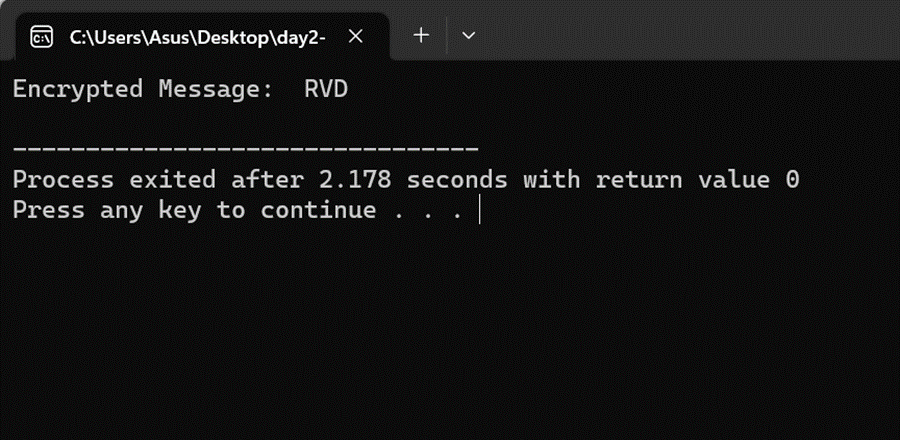 C:\Users\Asus\Desktop\day2-
Encrypted Message:  RVD
--------------------------------
Process exited after 2.178 seconds with return value 0
Press any key to continue . . .